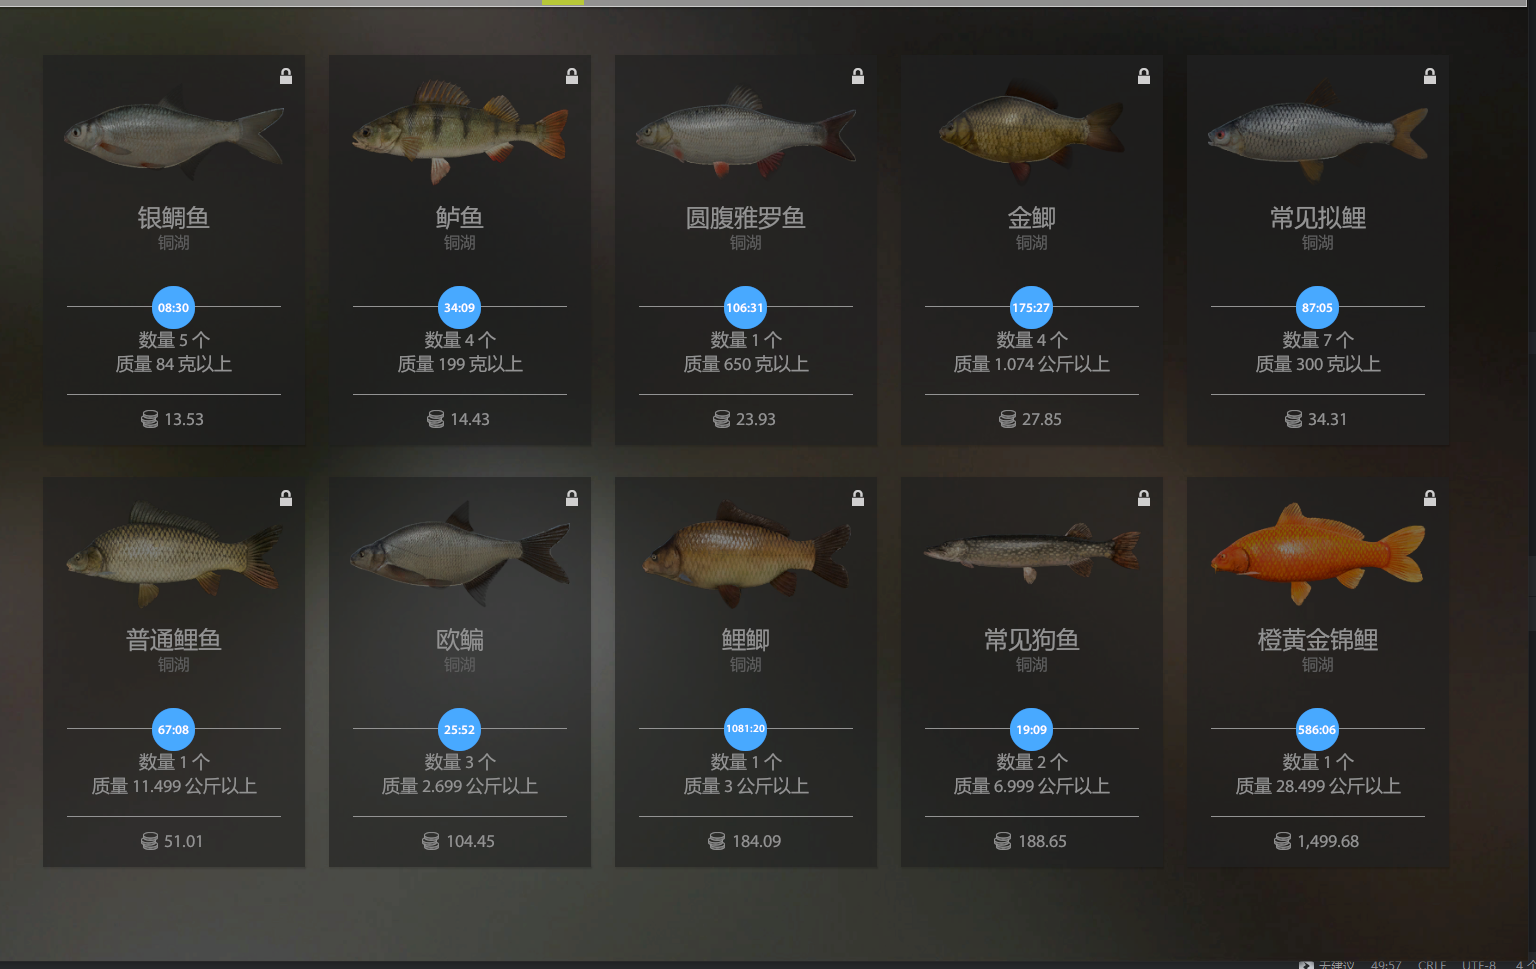 银鲷鱼
铜湖
08:30
数量 5 个
质量 84 克以上
13.53
鲈鱼
铜湖
34:09
数量 4 个
质量 199 克以上
14.43
圆腹雅罗鱼
铜湖
106:31
数量 1 个
质量 650 克以上
23.93
金鲫
铜湖
175:27
数量 4 个
质量 1.074 公斤以上
27.85
常见拟鲤
铜湖
87:05
数量 7 个
质量 300 克以上
34.31
普通鲤鱼
铜湖
67:08
数量 1 个
质量 11.499 公斤以上
51.01
欧鳊
铜湖
25:52
数量 3 个
质量 2.699 公斤以上
104.45
鲤鲫
铜湖
1081:20
数量 1 个
质量 3 公斤以上
184.09
常见狗鱼
铜湖
19:09
数量 2 个
质量 6.999 公斤以上
188.65
橙黄金锦鲤
铜湖
586:06
数量 1 个
质量 28.499 公斤以上
1,499.68
无建议 49:57 CRLF UTF-8 4